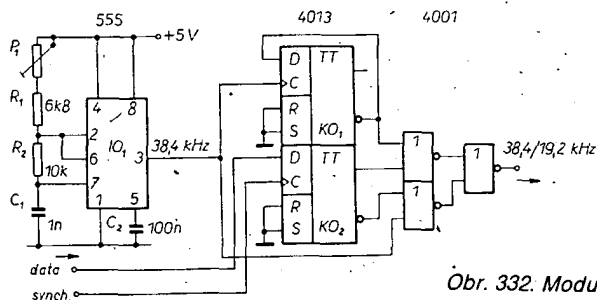 555
4013
4001
+5V
P₁
R₁
6k8
R₂
10k
C₁
1n
4
8
2
6
7
IO₁
3
1
5
C₂
100n
38,4 kHz
D
TT
C
R
S
KO₁
D
TT
C
R
S
KO₂
1
1
1
38,4/19,2 kHz
data
synch.
Obr. 332. Modu